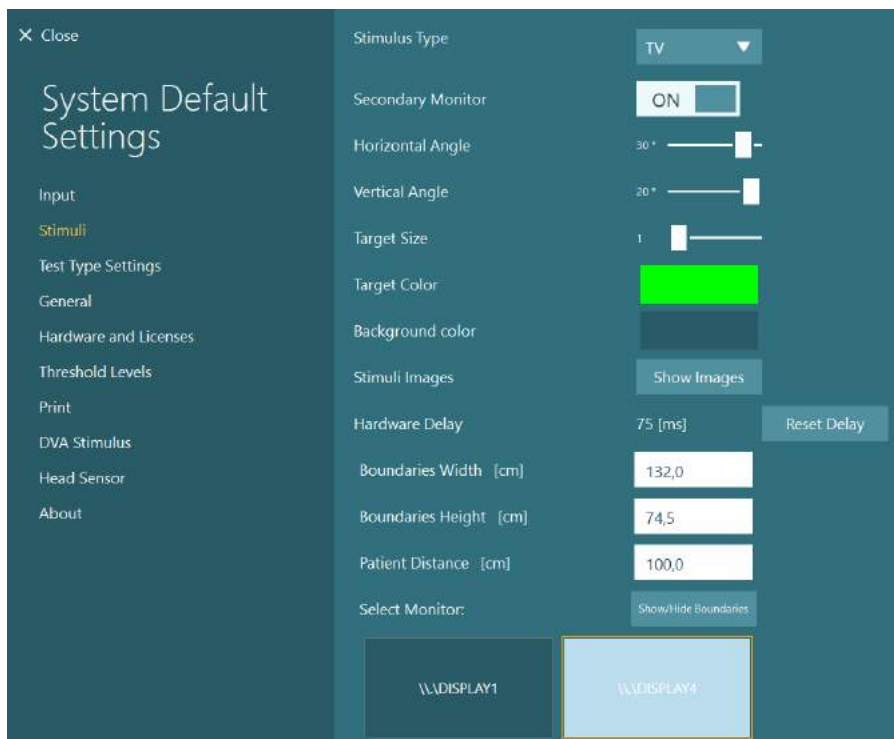 Close
System Default
Settings
Input
Stimuli
Test Type Settings
General
Hardware and Licenses
Threshold Levels
Print
DVA Stimulus
Head Sensor
About
Stimulus Type
TV
Secondary Monitor
ON
Horizontal Angle
30 °
Vertical Angle
20 °
Target Size
1
Target Color
Background color
Stimuli Images
Show Images
Hardware Delay
75 [ms]
Reset Delay
Boundaries Width [cm]
132,0
Boundaries Height [cm]
74,5
Patient Distance [cm]
100,0
Select Monitor:
Show/Hide Boundaries
\\.\DISPLAY1
\\.\DISPLAY4